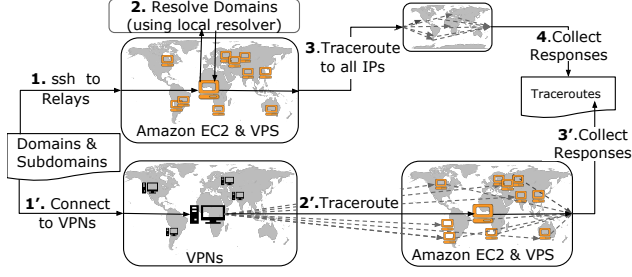 2. Resolve Domains
(using local resolver)
3.Traceroute
to all IPs
4.Collect
Responses
1. ssh to
Relays
Amazon EC2 & VPS
Traceroutes
Domains &
Subdomains
3'.Collect
Responses
1'. Connect
to VPNs
2'.Traceroute
VPNs
Amazon EC2 & VPS